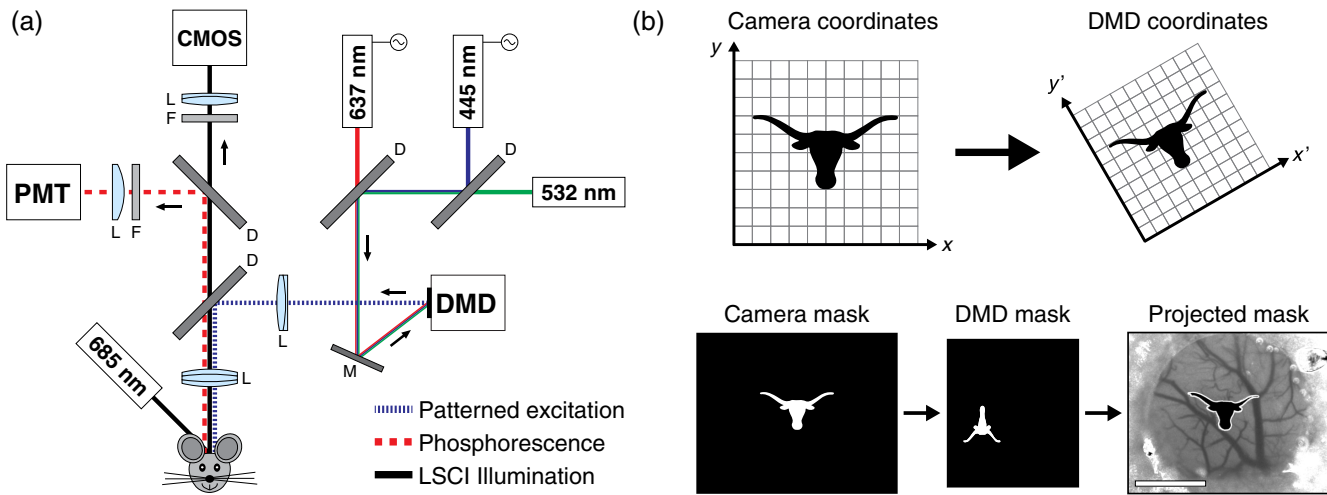 (a)
CMOS
L
F
PMT
L
F
D
D
685 nm
L
637 nm
445 nm
D
D
532 nm
DMD
L
M
Patterned excitation
Phosphorescence
LSCI Illumination
(b)
Camera coordinates
DMD coordinates
y
x
y'
x'
Camera mask
DMD mask
Projected mask